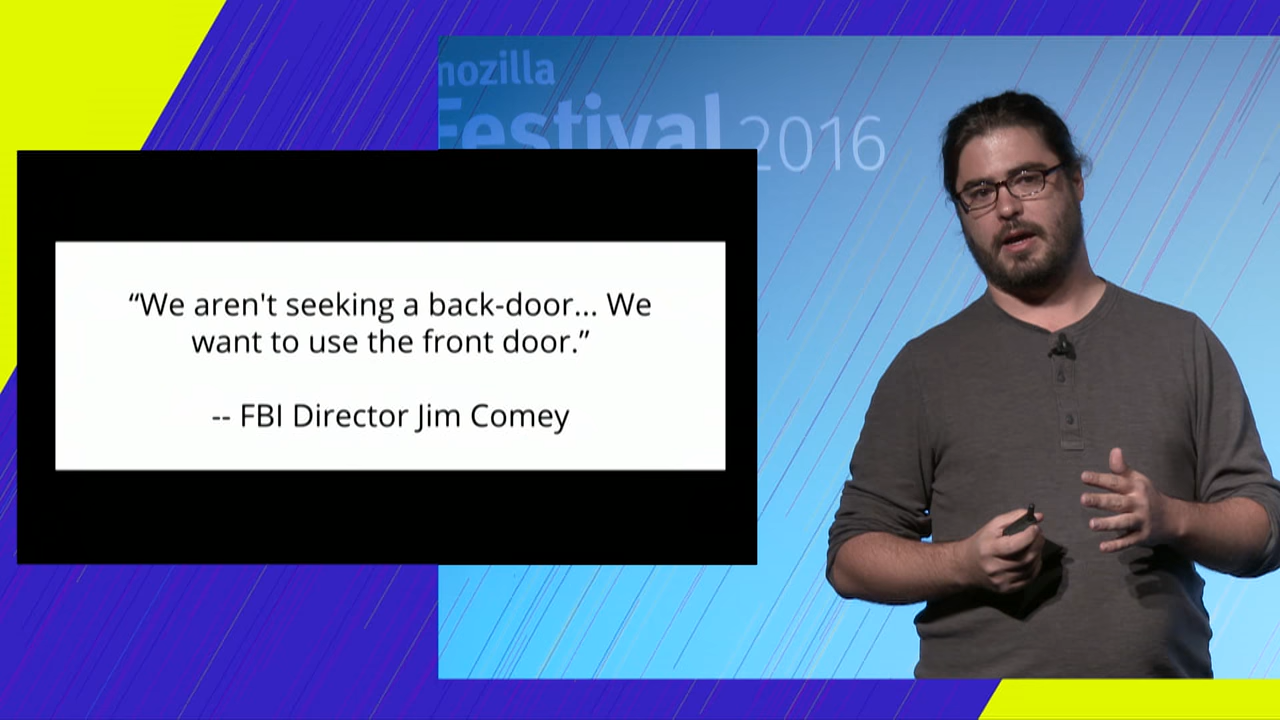 mozilla
Festival 2016
“We aren't seeking a back-door... We
want to use the front door.”
-- FBI Director Jim Comey